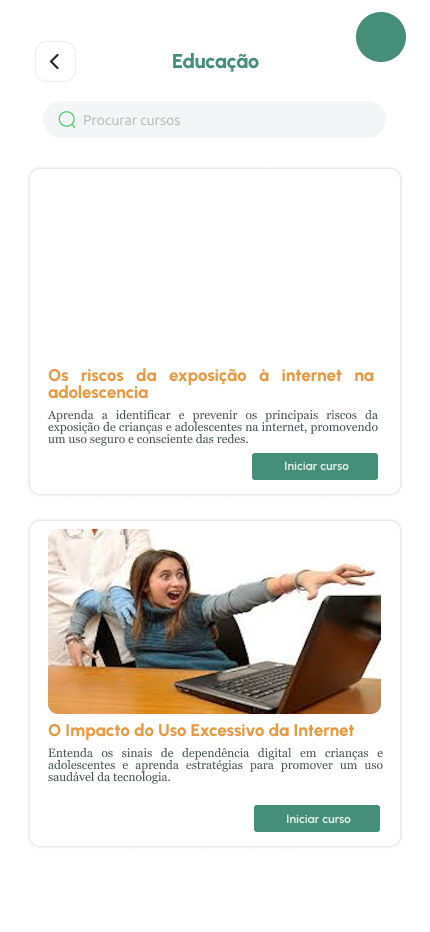 Educação
Procurar cursos
Os riscos da exposição à internet na
adolescencia
Aprenda a identificar e prevenir os principais riscos da
exposição de crianças e adolescentes na internet, promovendo
um uso seguro e consciente das redes.
Iniciar curso
O Impacto do Uso Excessivo da Internet
Entenda os sinais de dependência digital em crianças e
adolescentes e aprenda estratégias para promover um uso
saudável da tecnologia.
Iniciar curso